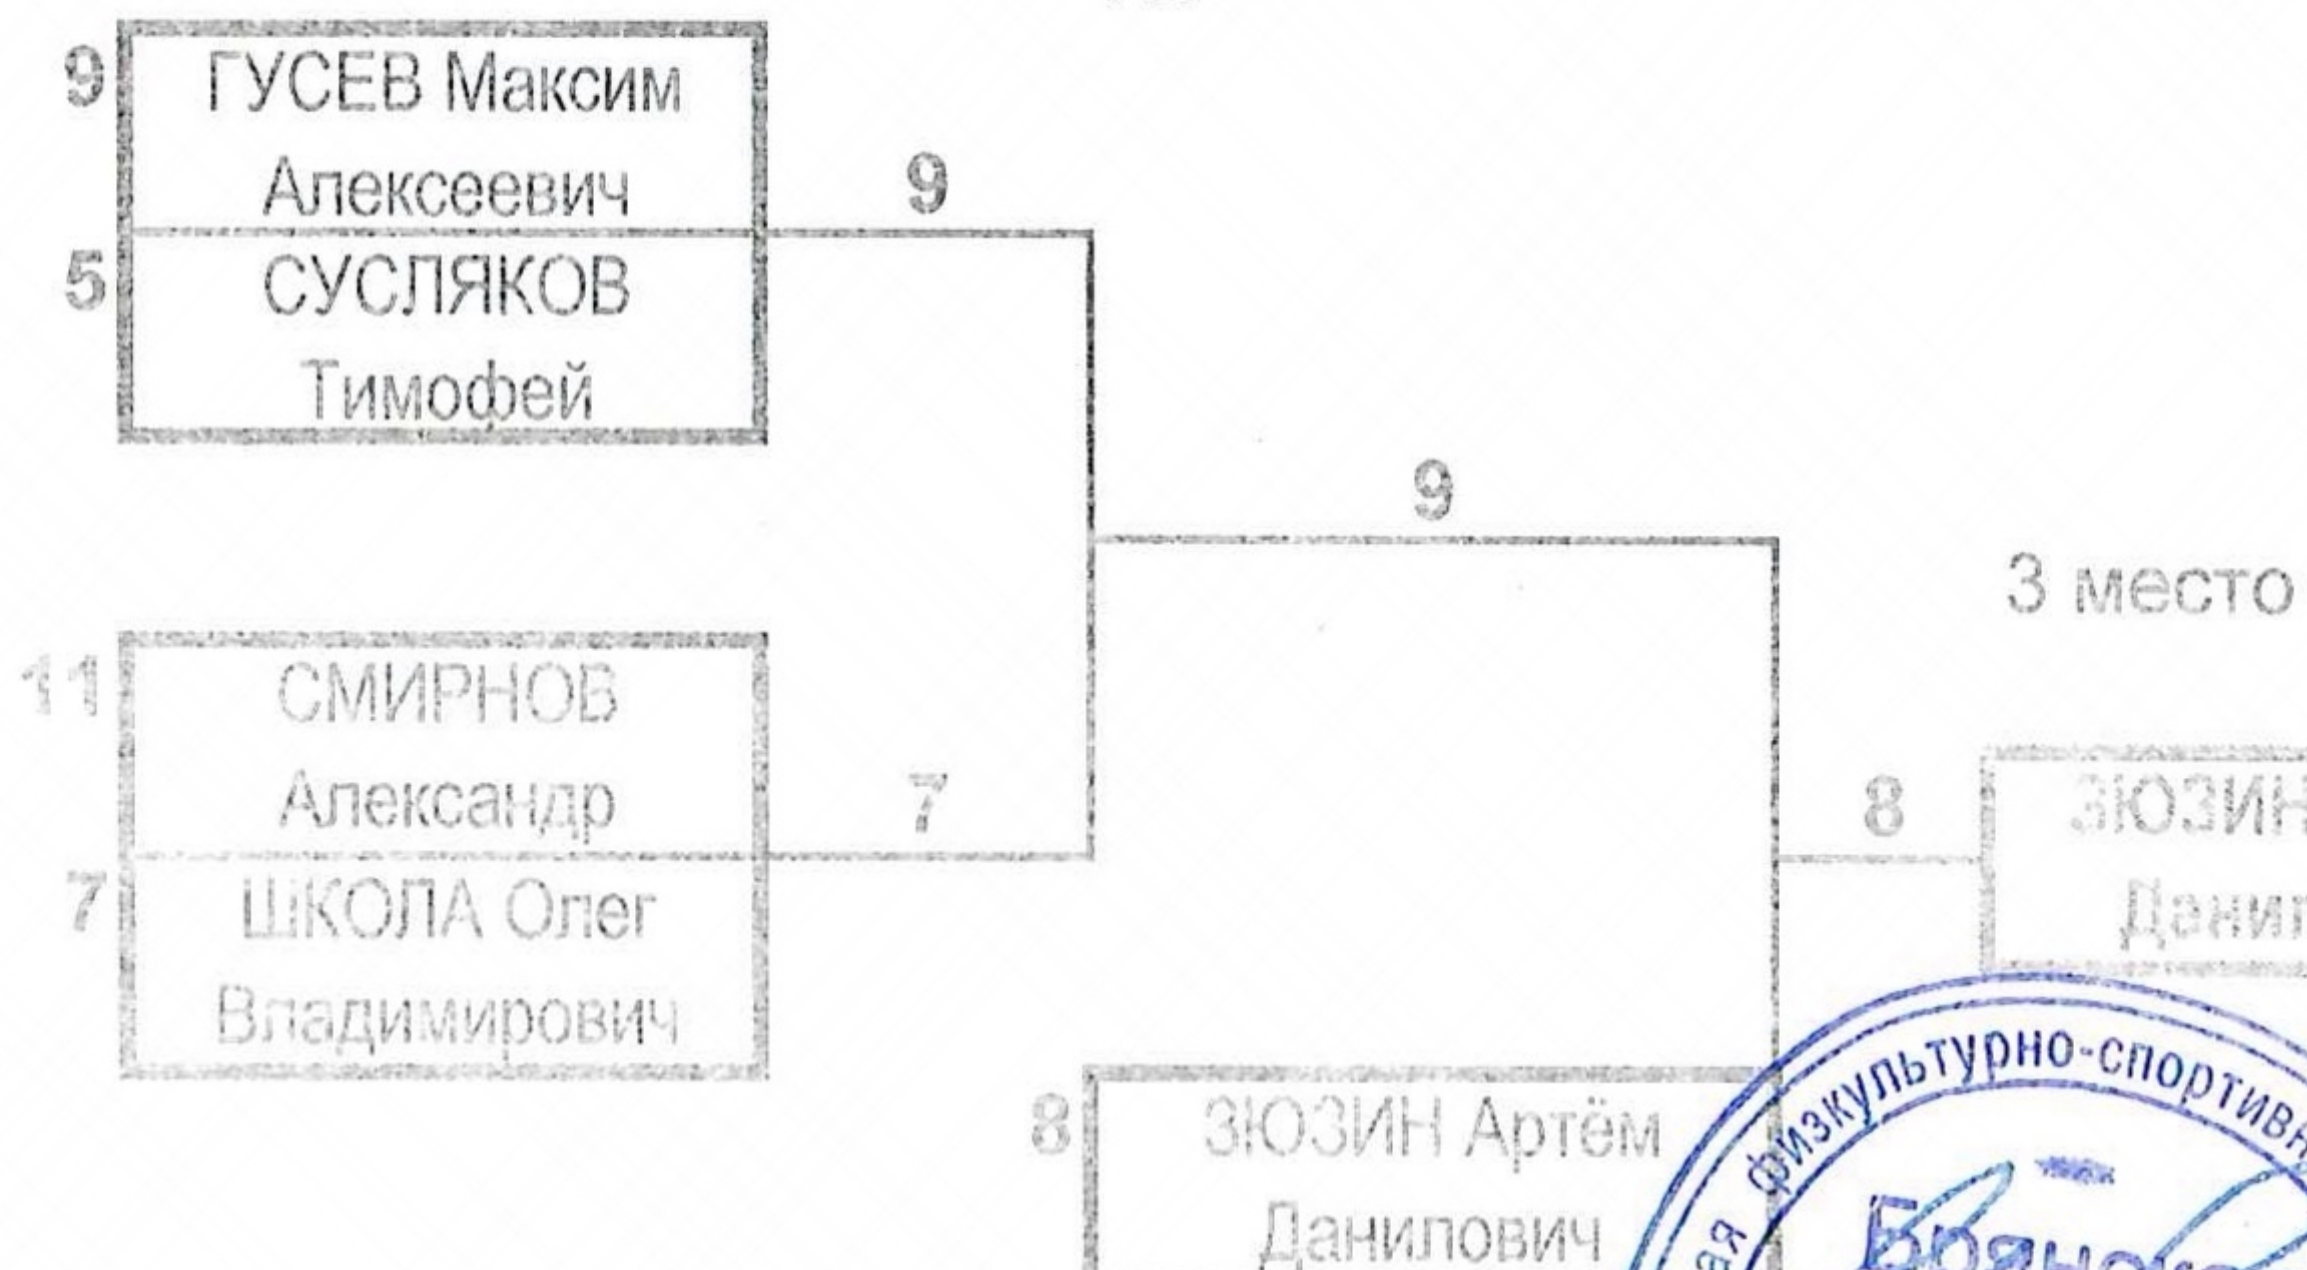 9
ГУСЕВ Максим
Алексеевич
9
5
СУСЛЯКОВ
Тимофей
9
3 место
11
СМИРНОВ
Александр
7
7
ШКОЛА Олег
Владимирович
8
ЗЮЗИН
8
ЗЮЗИН Артём
Данилович
физкультурно-спортивн